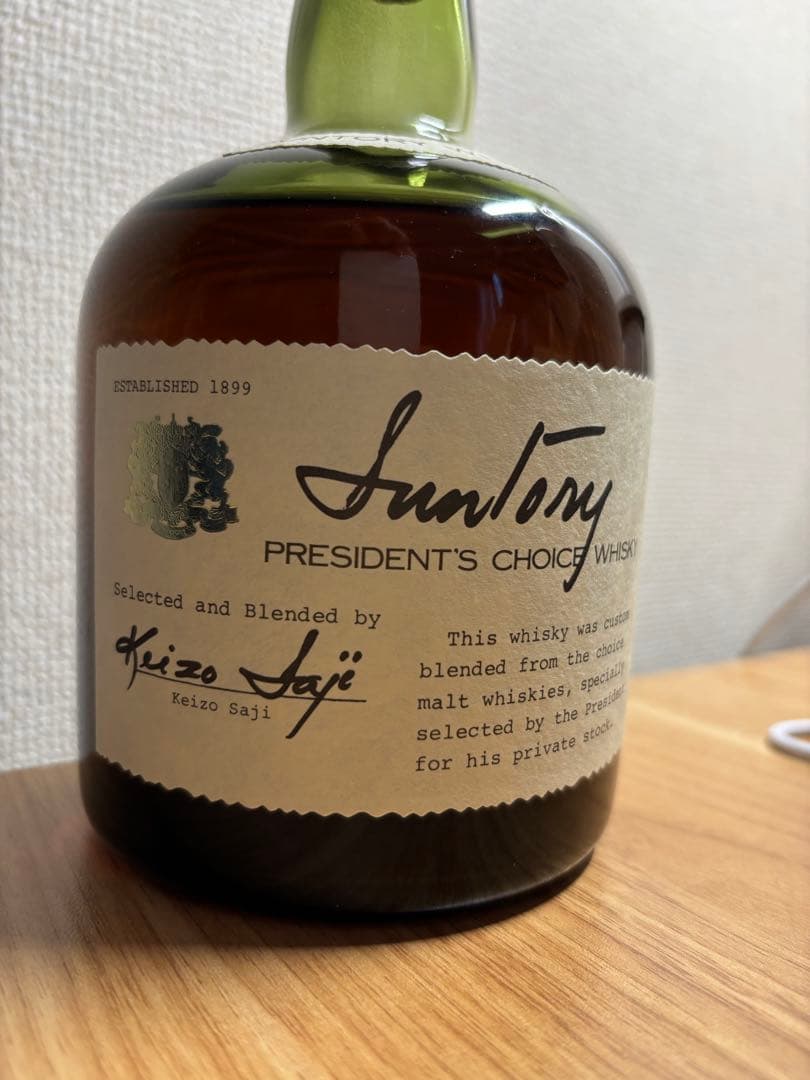 SUNTORY
ESTABLISHED 1899
Suntory
PRESIDENT'S CHOICE WHISKY
Selected and Blended by
Keizo Saji
Keizo Saji
This whisky was custom
blended from the choice
malt whiskies, specially
selected by the President
for his private stock.